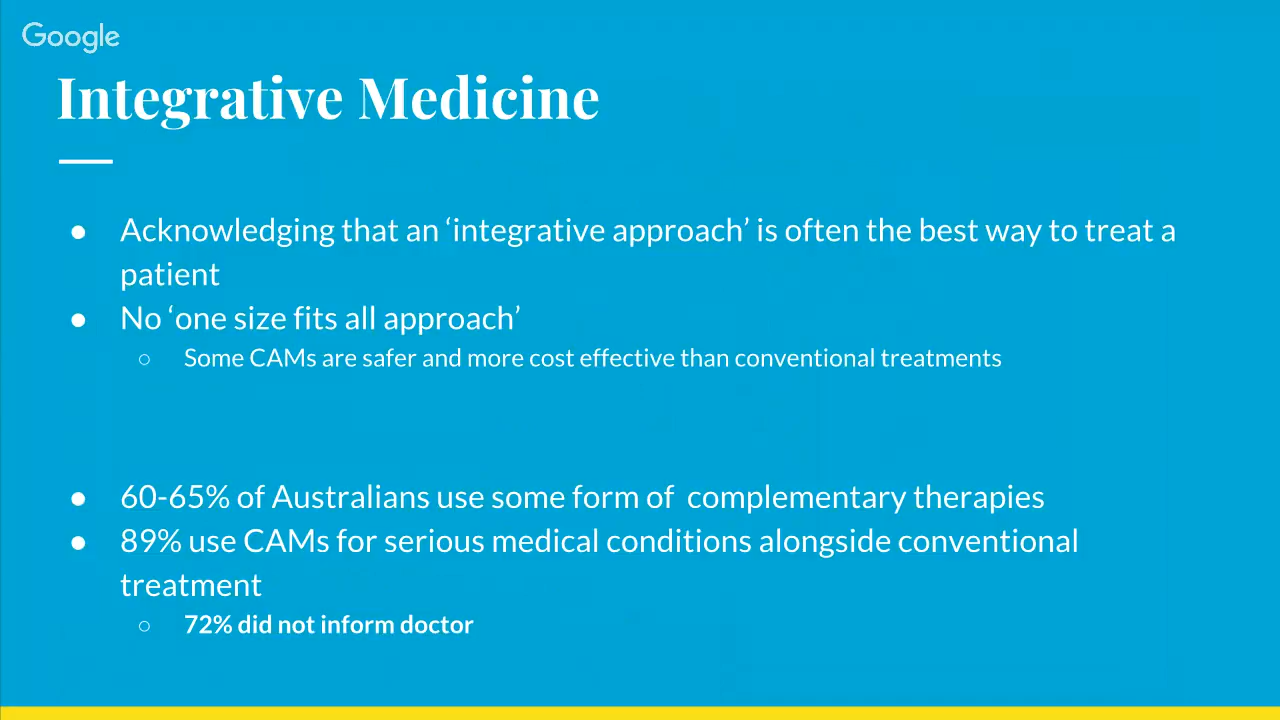 Google
Integrative Medicine
● Acknowledging that an ‘integrative approach’ is often the best way to treat a
patient
● No ‘one size fits all approach’
○ Some CAMs are safer and more cost effective than conventional treatments
● 60-65% of Australians use some form of  complementary therapies
● 89% use CAMs for serious medical conditions alongside conventional
treatment
○ 72% did not inform doctor